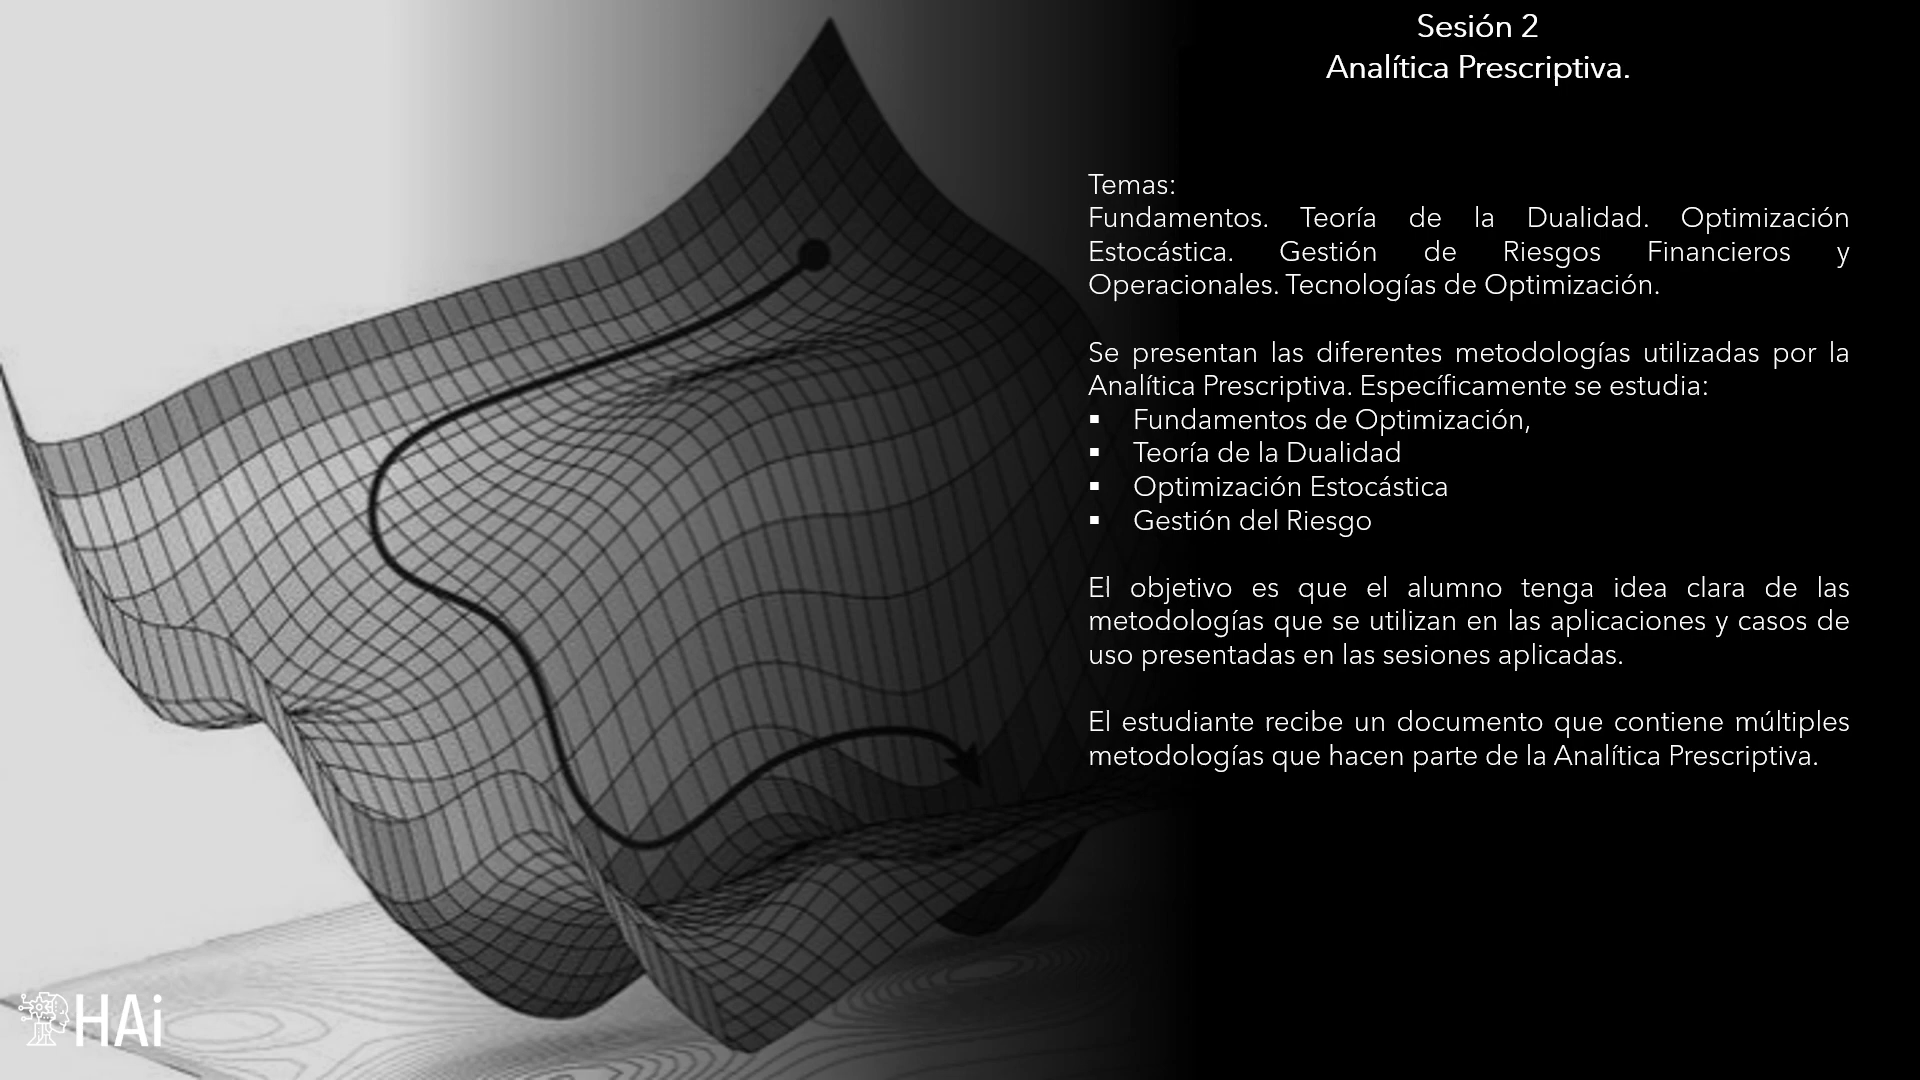 Sesión 2
Analítica Prescriptiva.
Temas:
Fundamentos. Teoría de la Dualidad. Optimización
Estocástica. Gestión de Riesgos Financieros y
Operacionales. Tecnologías de Optimización.
Se presentan las diferentes metodologías utilizadas por la
Analítica Prescriptiva. Específicamente se estudia:
▪ Fundamentos de Optimización,
▪ Teoría de la Dualidad
▪ Optimización Estocástica
▪ Gestión del Riesgo
El objetivo es que el alumno tenga idea clara de las
metodologías que se utilizan en las aplicaciones y casos de
uso presentadas en las sesiones aplicadas.
El estudiante recibe un documento que contiene múltiples
metodologías que hacen parte de la Analítica Prescriptiva.
HAi